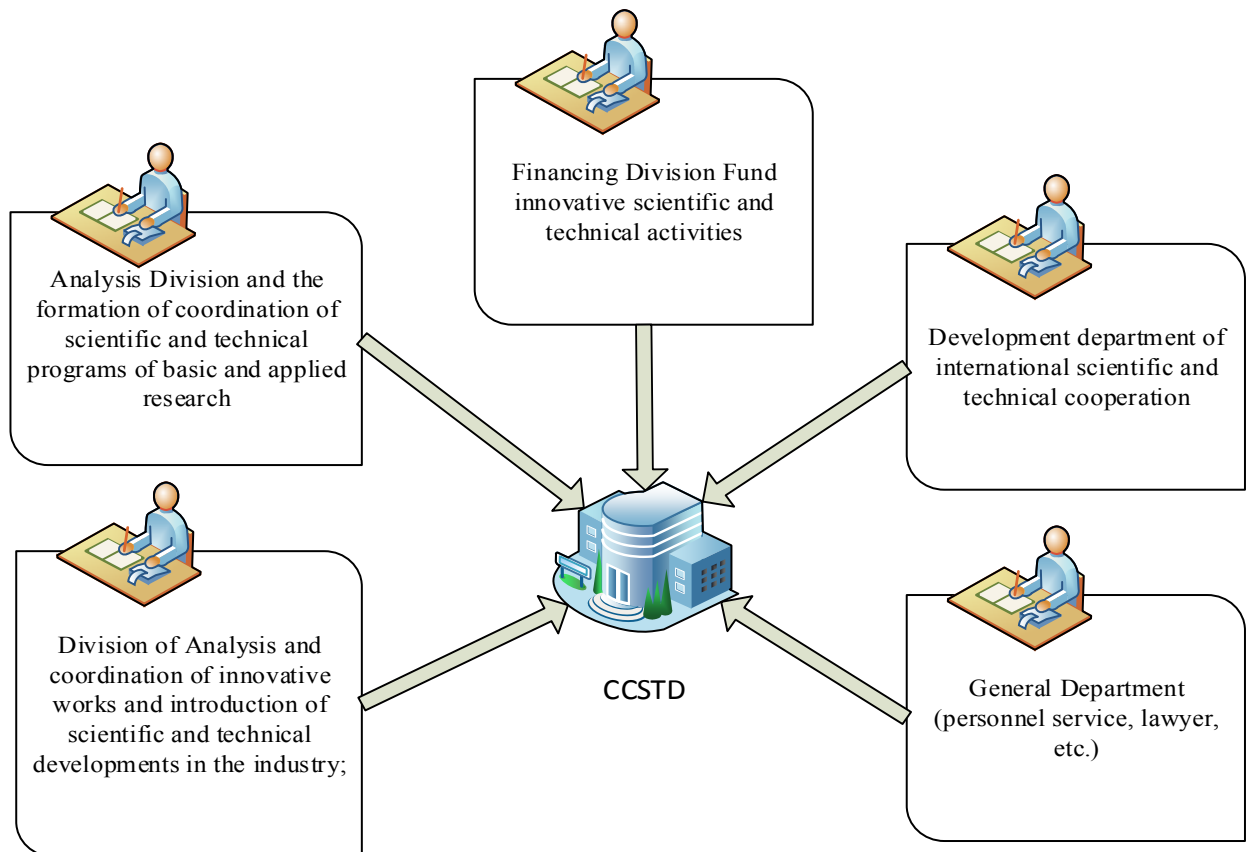 Financing Division Fund
innovative scientific and
technical activities
Analysis Division and the
formation of coordination of
scientific and technical
programs of basic and applied
research
Development department of
international scientific and
technical cooperation
Division of Analysis and
coordination of innovative
works and introduction of
scientific and technical
developments in the industry;
CCSTD
General Department
(personnel service, lawyer,
etc.)